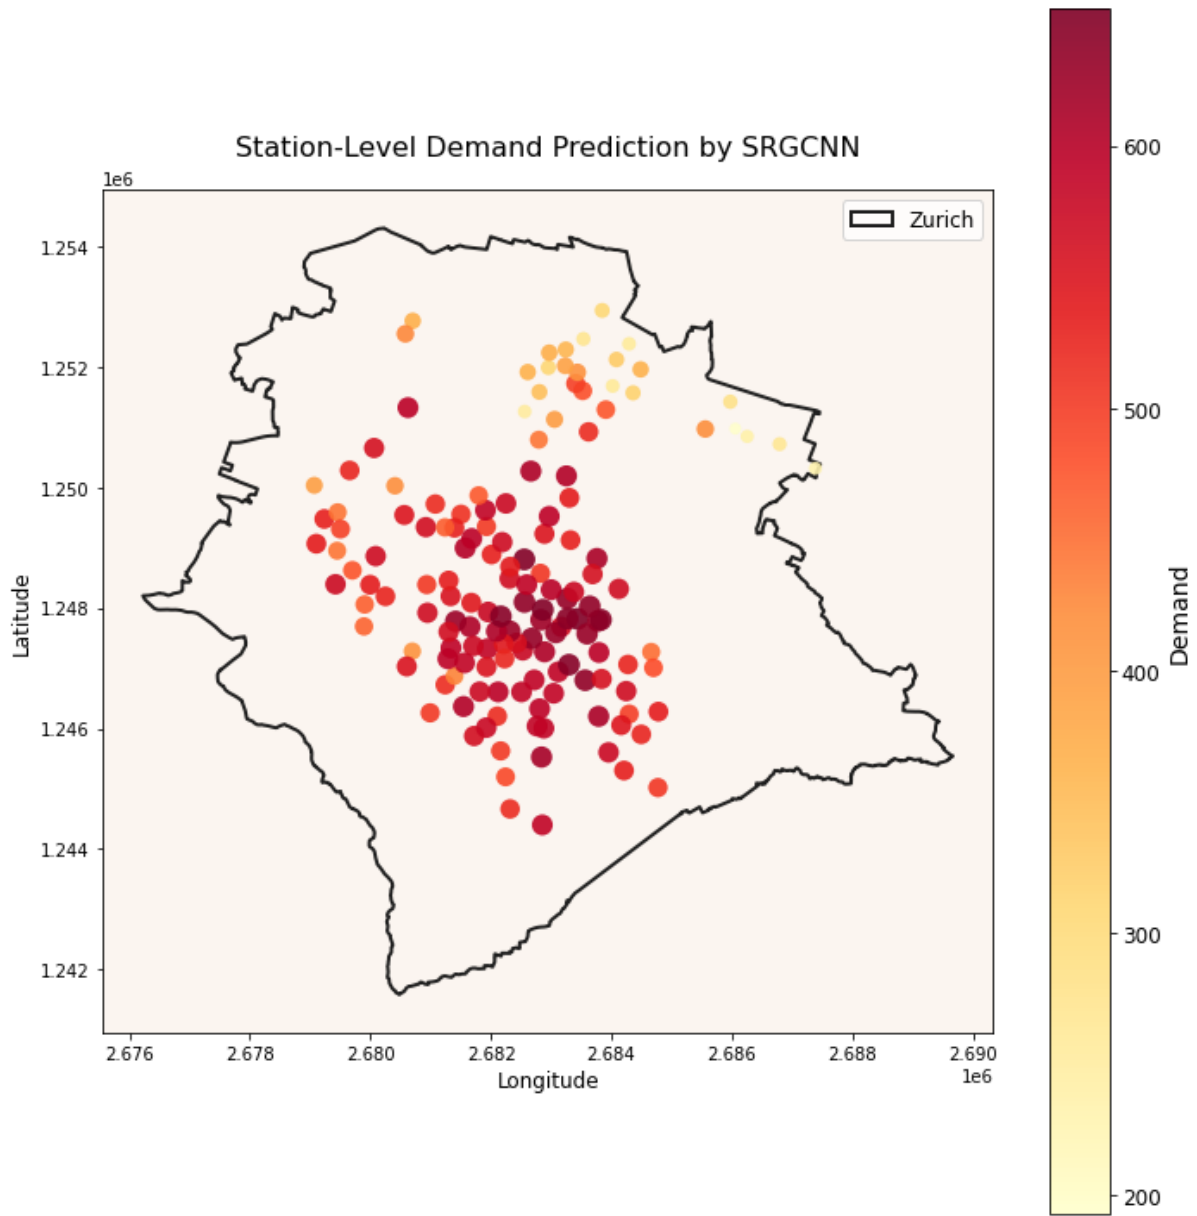 Station-Level Demand Prediction by SRGCNN
1e6
Zurich
1.254
1.252
1.250
1.248
1.246
1.244
1.242
Latitude
2.676 2.678 2.680 2.682 2.684 2.686 2.688 2.690
1e6
Longitude
600
500
400
300
200
Demand